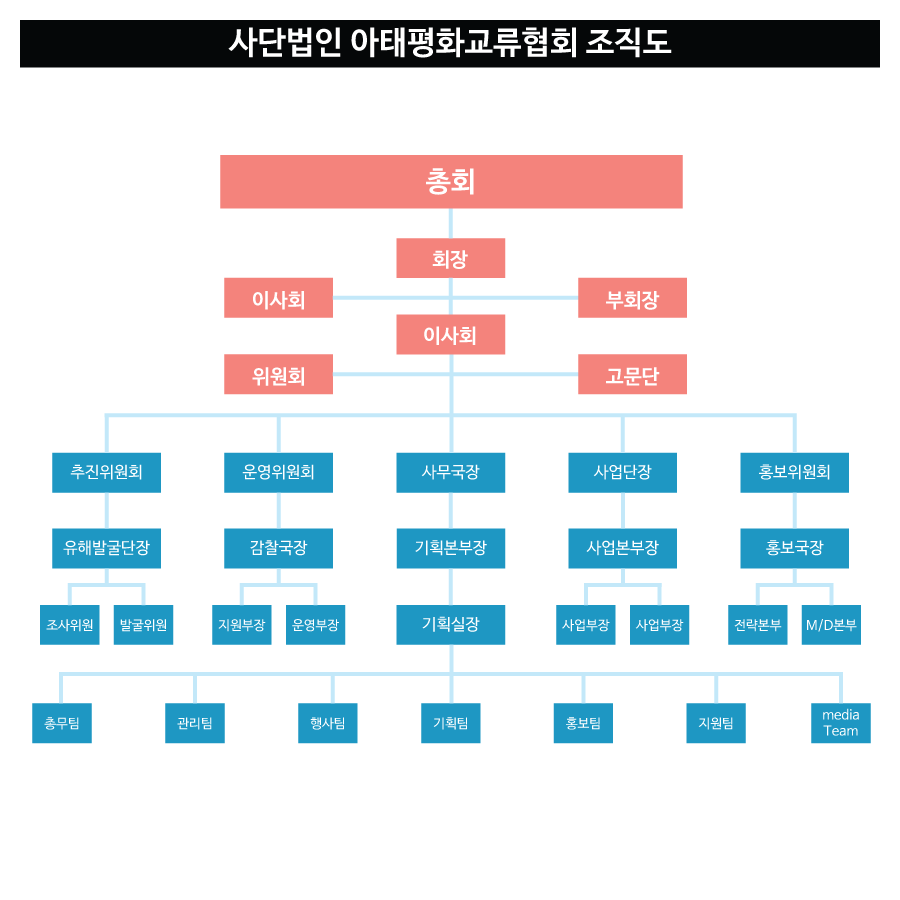 사단법인 아태평화교류협회 조직도
총회
회장
이사회
부회장
이사회
위원회
고문단
추진위원회
운영위원회
사무국장
사업단장
홍보위원회
유해발굴단장
감찰국장
기획본부장
사업본부장
홍보국장
조사위원
발굴위원
지원부장
운영부장
기획실장
사업부장
사업부장
전략본부
M/D본부
총무팀
관리팀
행사팀
기획팀
홍보팀
지원팀
media
Team